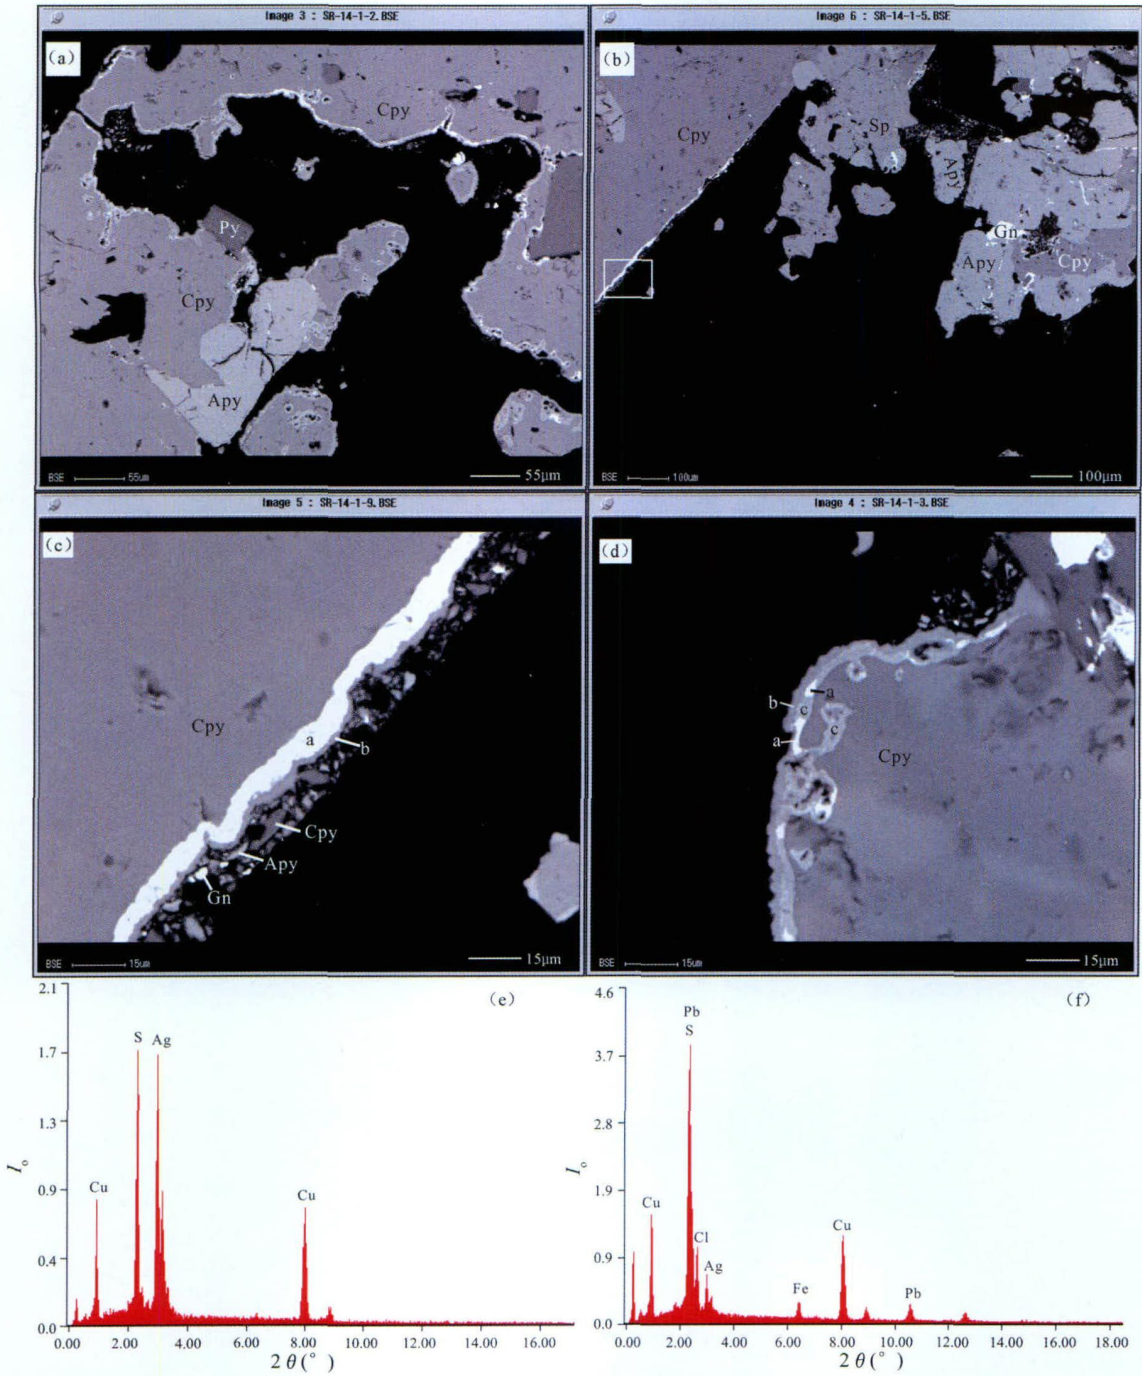 Image 3 : SR-14-1-2.BSE
(a)
Cpy
Py
Cpy
Apy
BSE 55um
55μm
Image 6 : SR-14-1-5.BSE
(b)
Cpy
Sp
Apy
Gn
Apy
Cpy
BSE 100um
100μm
Image 5 : SR-14-1-9.BSE
(c)
Cpy
a
b
Cpy
Apy
Gn
BSE 15um
15μm
Image 4 : SR-14-1-3.BSE
(d)
a
b
c
c
a
Cpy
BSE 15um
15μm
(e)
2.1
1.7
1.3
0.9
0.4
0.0
I₀
Cu
S
Ag
Cu
0.00 2.00 4.00 6.00 8.00 10.00 12.00 14.00 16.00
2θ(°)
(f)
4.6
3.7
2.8
1.9
0.9
0.0
I₀
Cu
Pb
S
Cl
Ag
Fe
Cu
Pb
0.00 2.00 4.00 6.00 8.00 10.00 12.00 14.00 16.00 18.00
2θ(°)